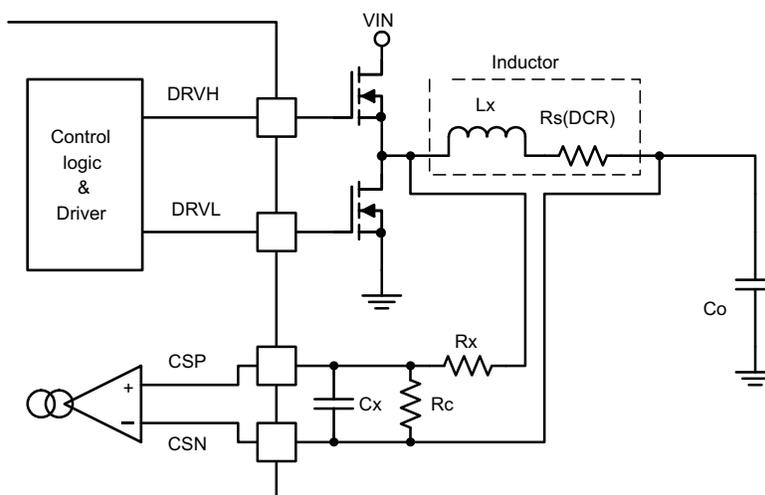 VIN
Inductor
DRVH
Lx
Rs(DCR)
Control
logic
&
Driver
DRVL
Co
Rx
CSP
+
Cx
Rc
−
CSN